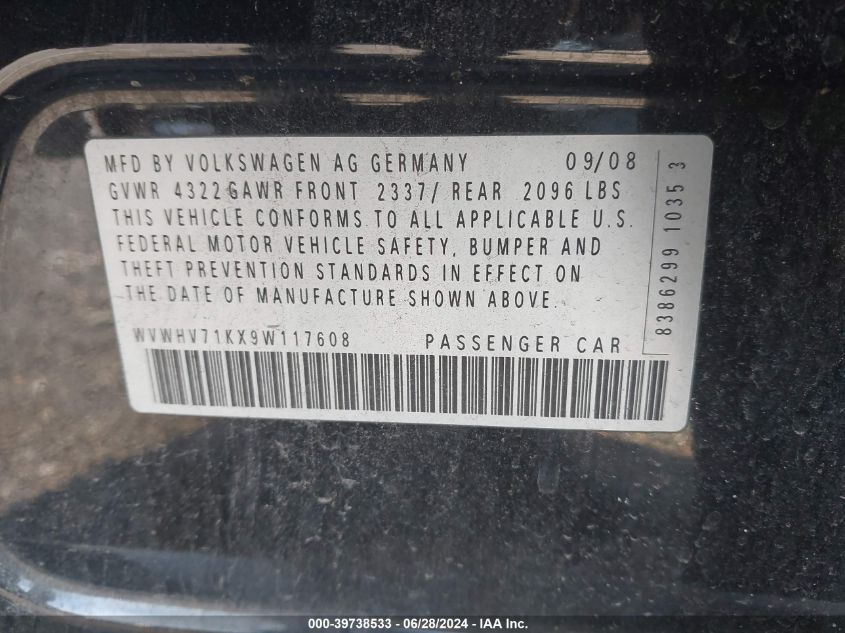 MFD BY VOLKSWAGEN AG GERMANY 09/08
GVWR 4322 GAWR FRONT 2337/ REAR 2096 LBS
THIS VEHICLE CONFORMS TO ALL APPLICABLE U.S.
FEDERAL MOTOR VEHICLE SAFETY, BUMPER AND
THEFT PREVENTION STANDARDS IN EFFECT ON
THE DATE OF MANUFACTURE SHOWN ABOVE.
WVWHV71KX9W117608 PASSENGER CAR
8386299 1035 3
000-39738533 / 06/28/2024 - IAA Inc.